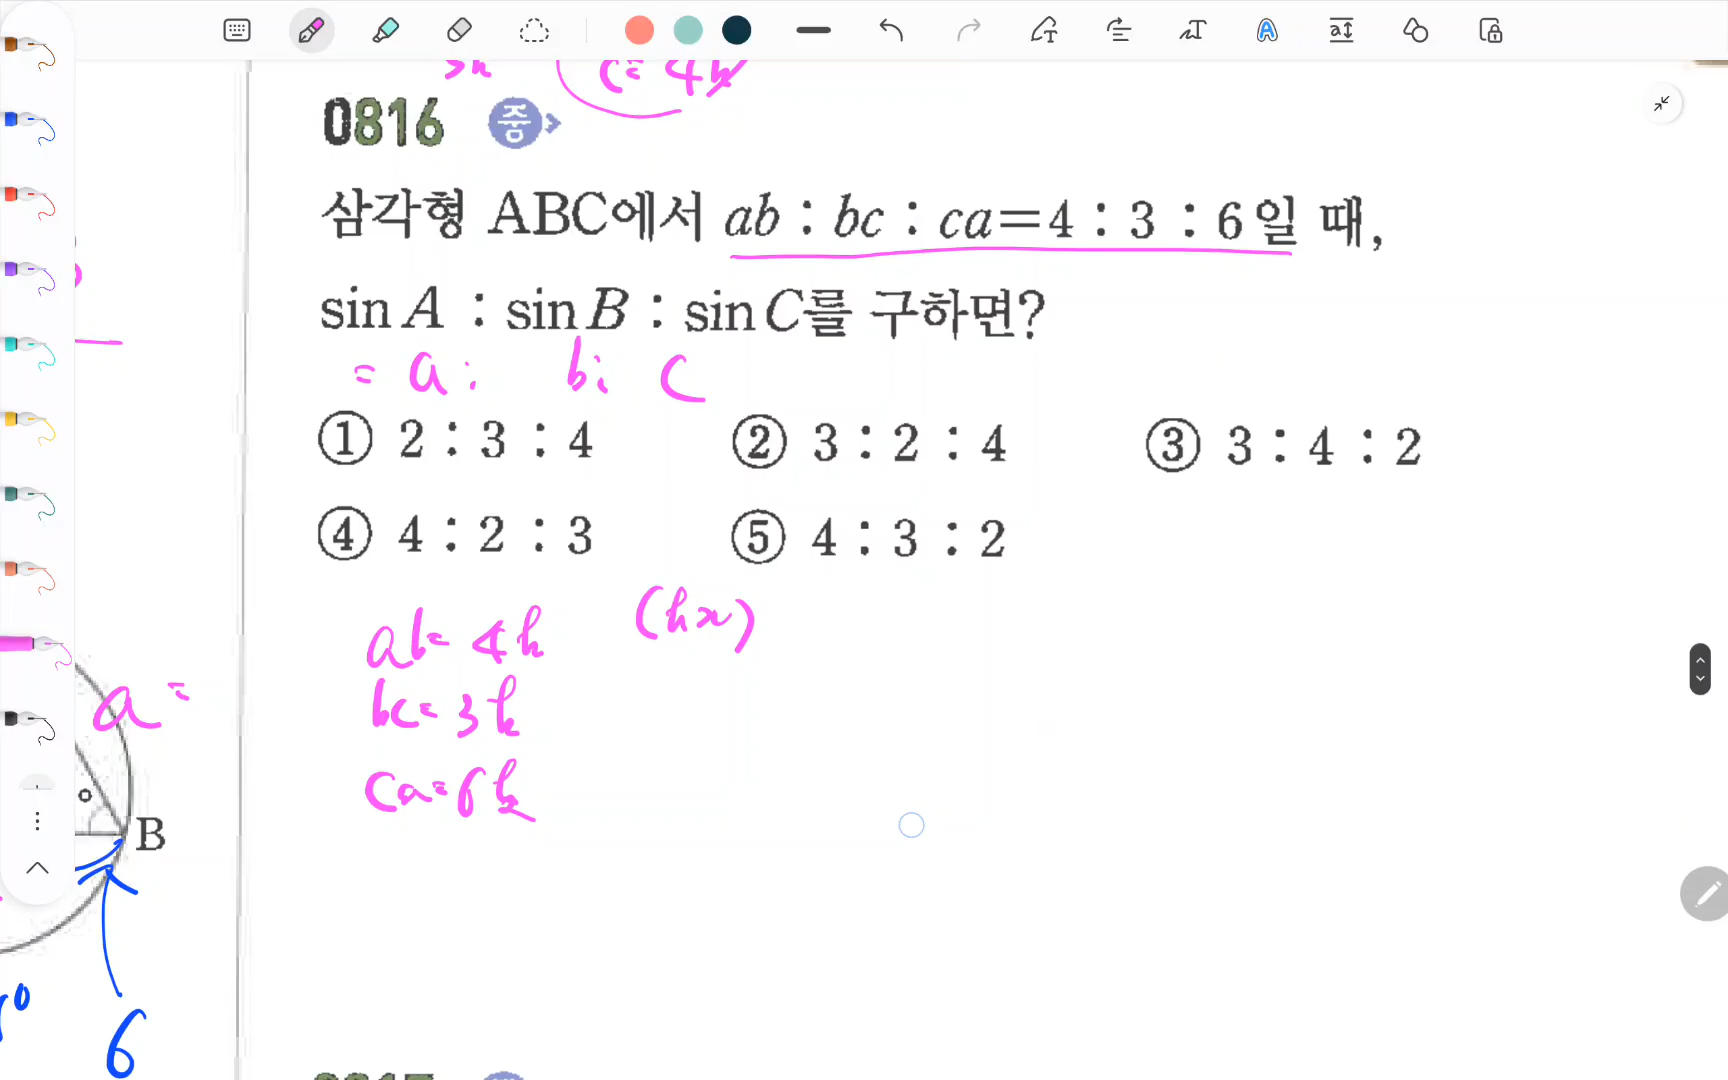 c = 4k
0816 중
삼각형 ABC에서 ab : bc : ca=4 : 3 : 6일 때,
sin A : sin B : sin C를 구하면?
= a : b : c
① 2 : 3 : 4 ② 3 : 2 : 4 ③ 3 : 4 : 2
④ 4 : 2 : 3 ⑤ 4 : 3 : 2
ab = 4k
bc = 3k
ca = 6k
a =
B
6